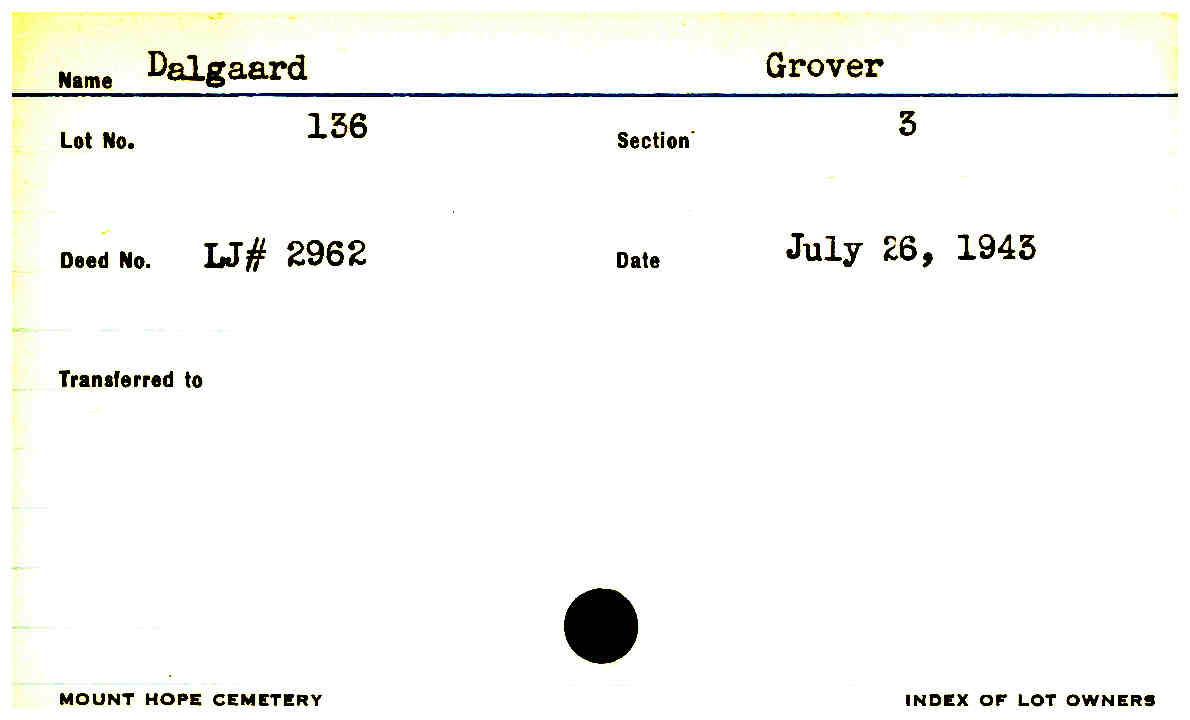 Name Dalgaard Grover
Lot No. 136 Section 3
Deed No. LJ# 2962 Date July 26, 1943
Transferred to
MOUNT HOPE CEMETERY INDEX OF LOT OWNERS